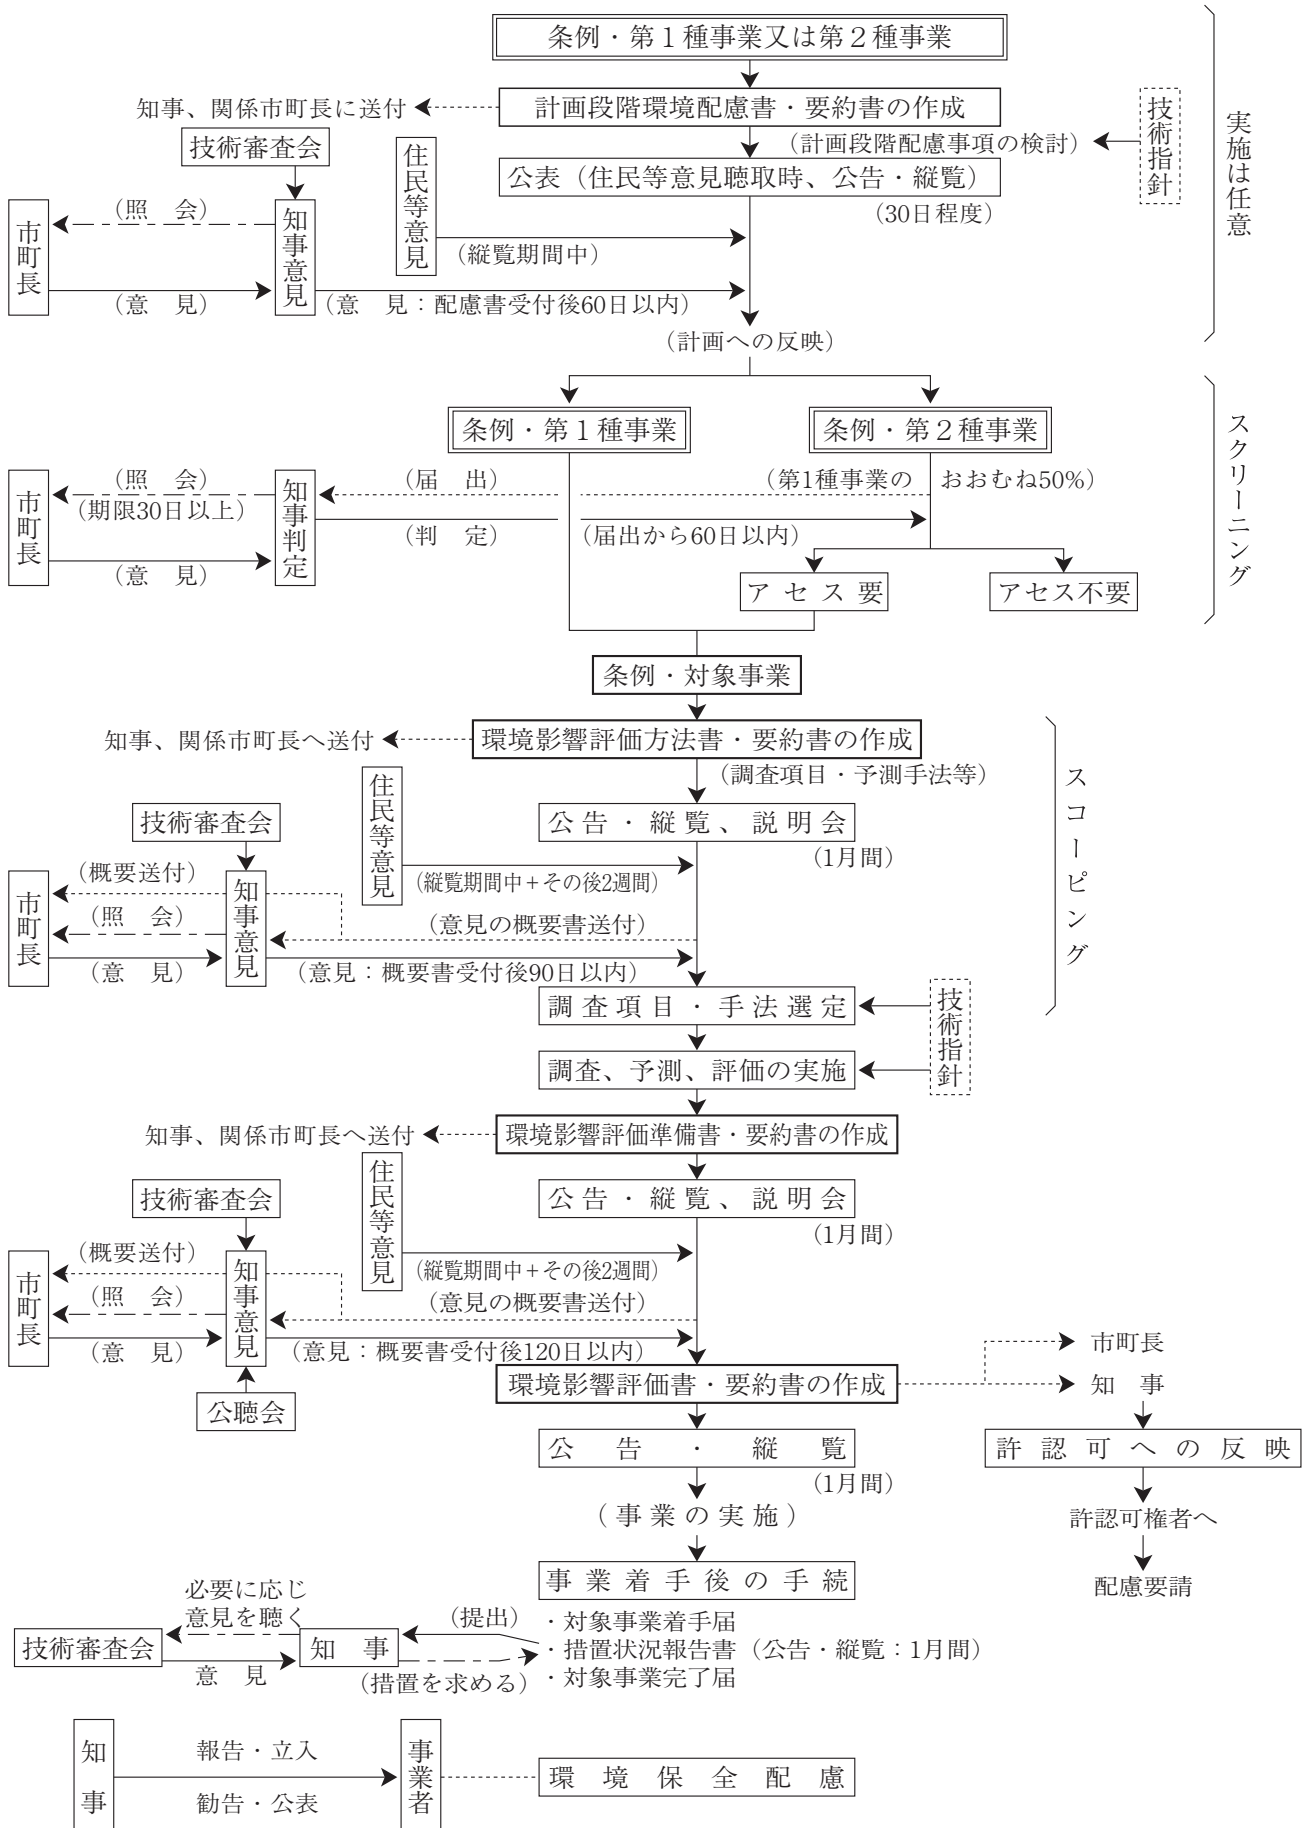 条例・第１種事業又は第２種事業
知事、関係市町長に送付
計画段階環境配慮書・要約書の作成
（計画段階配慮事項の検討）
技術指針
技術審査会
住民等意見
公表（住民等意見聴取時、公告・縦覧）
（30日程度）
実施は任意
市町長
（照　会）
知事意見
（縦覧期間中）
（意　見）
（意　見：配慮書受付後60日以内）
（計画への反映）
条例・第１種事業
条例・第２種事業
スクリーニング
市町長
（照　会）
（期限30日以上）
知事判定
（届　出）
（第1種事業の　おおむね50%）
（判　定）
（届出から60日以内）
（意　見）
アセス要
アセス不要
条例・対象事業
知事、関係市町長へ送付
環境影響評価方法書・要約書の作成
（調査項目・予測手法等）
スコーピング
住民等意見
技術審査会
公告・縦覧、説明会
（1月間）
（縦覧期間中＋その後2週間）
市町長
（概要送付）
知事意見
（照　会）
（意見の概要書送付）
（意　見）
（意見：概要書受付後90日以内）
調査項目・手法選定
技術指針
調査、予測、評価の実施
知事、関係市町長へ送付
環境影響評価準備書・要約書の作成
住民等意見
技術審査会
公告・縦覧、説明会
（1月間）
（縦覧期間中＋その後2週間）
市町長
（概要送付）
知事意見
（照　会）
（意見の概要書送付）
（意　見）
（意見：概要書受付後120日以内）
市町長
環境影響評価書・要約書の作成
知　事
公聴会
公告・縦覧
（1月間）
許認可への反映
（事業の実施）
許認可権者へ
事業着手後の手続
配慮要請
必要に応じ
意見を聴く
（提出）
・対象事業着手届
技術審査会
知　事
・措置状況報告書（公告・縦覧：1月間）
意　見
（措置を求める）
・対象事業完了届
知事
報告・立入
勧告・公表
事業者
環境保全配慮